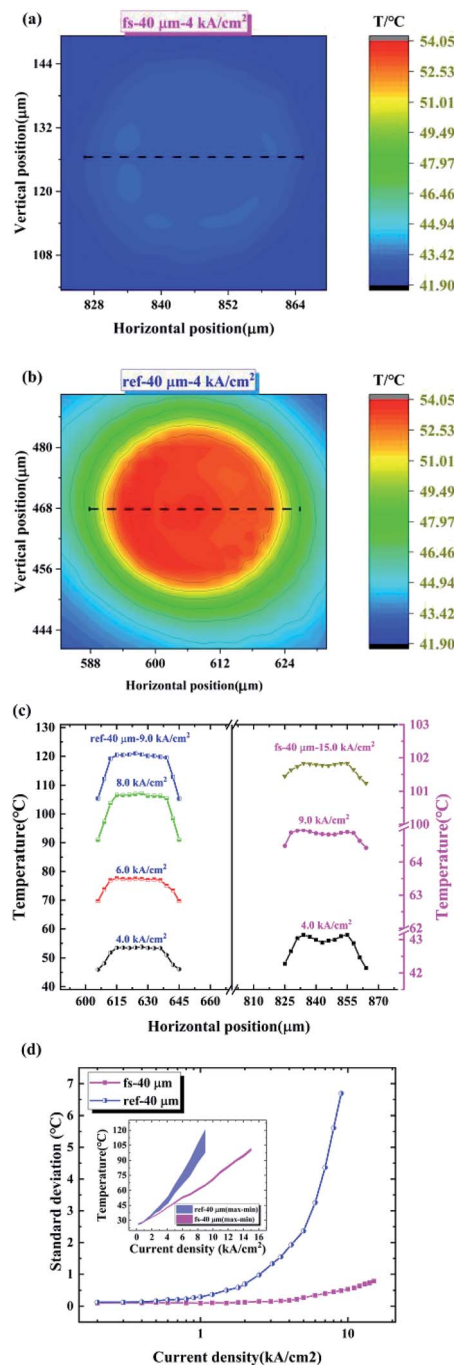 (a)
fs-40 μm-4 kA/cm²
T/°C
Vertical position(μm)
144
132
120
108
828 840 852 864
Horizontal position(μm)
54.05
52.53
51.01
49.49
47.98
46.46
44.94
43.42
41.90
(b)
ref-40 μm-4 kA/cm²
T/°C
Vertical position(μm)
480
468
456
444
588 600 612 624
Horizontal position(μm)
54.05
52.53
51.01
49.49
47.98
46.46
44.94
43.42
41.90
(c)
Temperature(°C)
130
120
110
100
90
80
70
60
50
40
ref-40 μm-9.0 kA/cm²
8.0 kA/cm²
6.0 kA/cm²
4.0 kA/cm²
fs-40 μm-15.0 kA/cm²
9.0 kA/cm²
4.0 kA/cm²
103
102
101
100
64
63
62
43
42
Temperature(°C)
600 615 630 645 660 810 825 840 855 870
Horizontal position(μm)
(d)
fs-40 μm
ref-40 μm
Standard deviation (°C)
7
6
5
4
3
2
1
0
Temperature(°C)
120
90
60
30
ref-40 μm(max-min)
fs-40 μm(max-min)
0 2 4 6 8 10 12 14 16
Current density (kA/cm²)
1 10
Current density(kA/cm2)